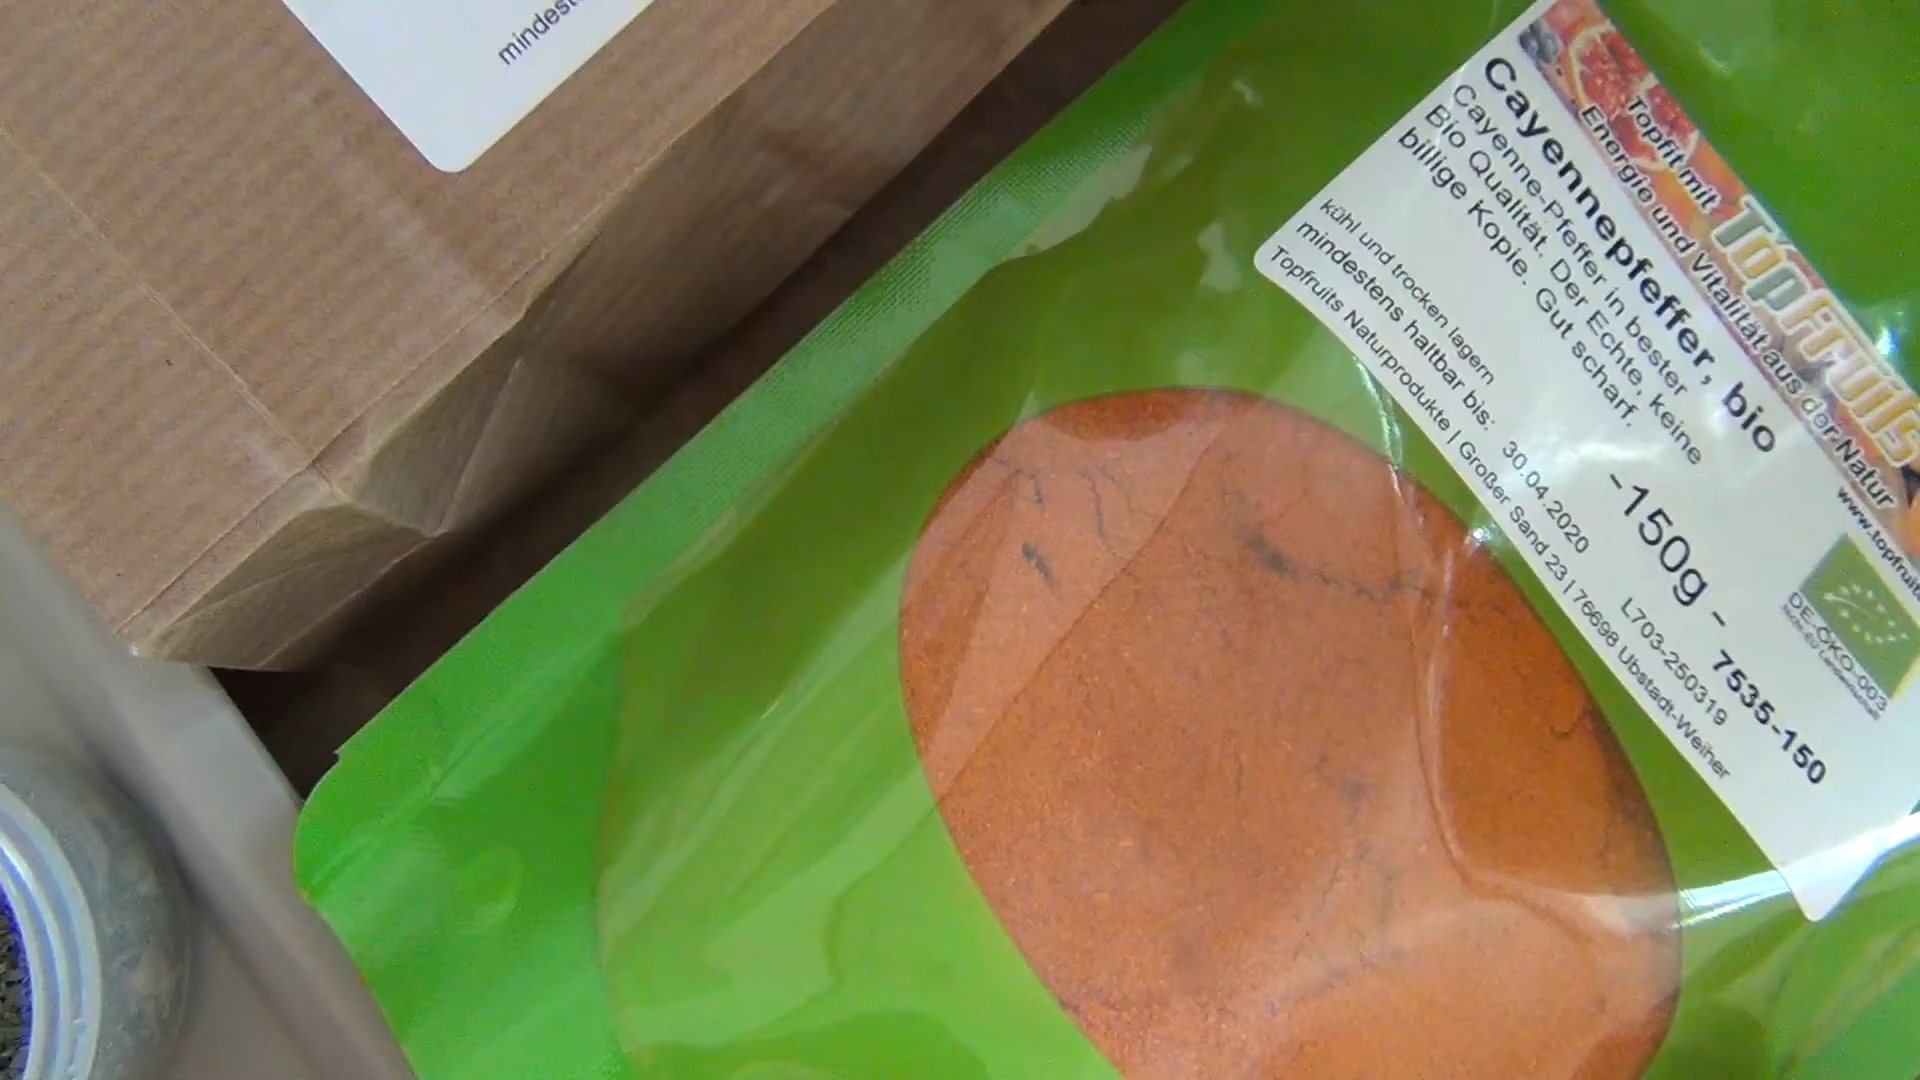 mindest
Topfit mit
Topfruits
Energie und Vitalität aus der Natur
www.topfruits
Cayennepfeffer, bio
Cayenne-Pfeffer in bester
Bio Qualität. Der Echte, keine
billige Kopie. Gut scharf.
-150g -
7535-150
DE-ÖKO-003
kühl und trocken lagern
mindestens haltbar bis: 30.04.2020 L703-250319
Topfruits Naturprodukte | Großer Sand 23 | 76698 Ubstadt-Weiher